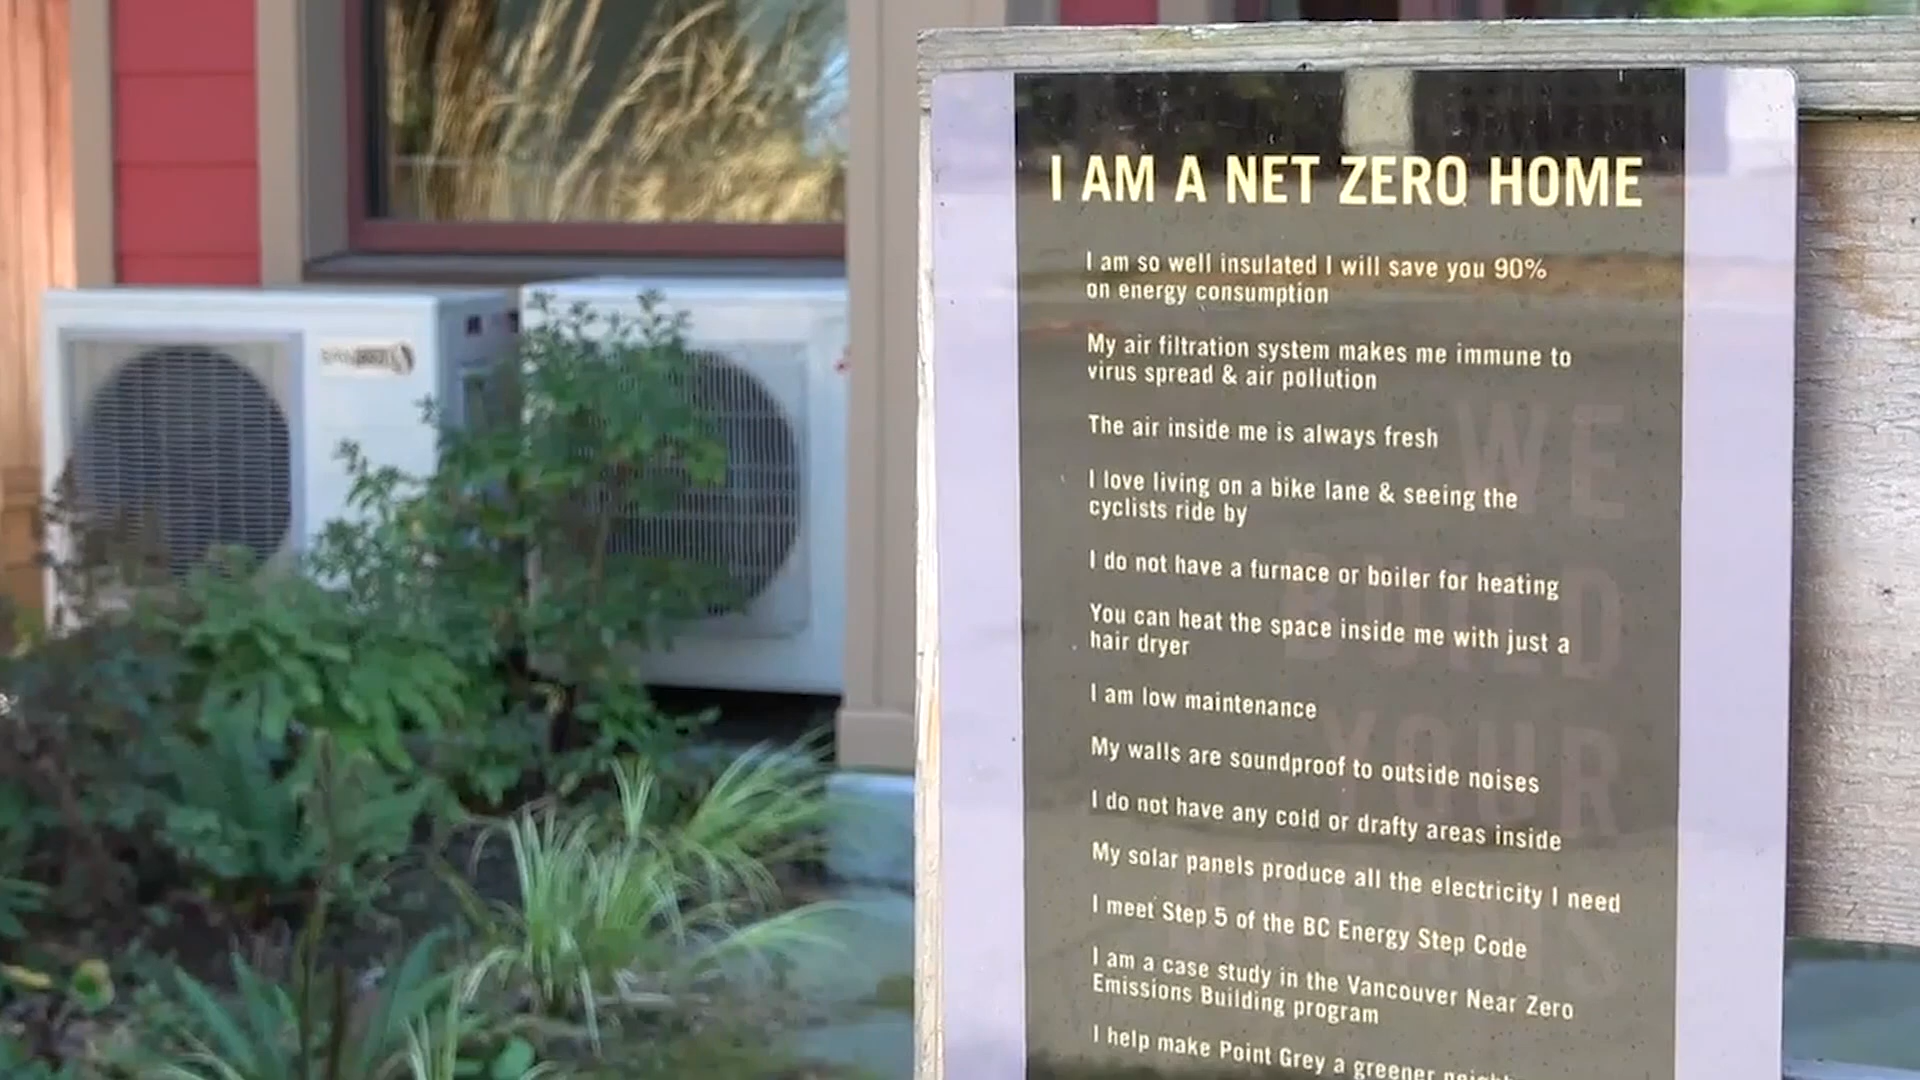 I AM A NET ZERO HOME
I am so well insulated I will save you 90%
on energy consumption
My air filtration system makes me immune to
virus spread & air pollution
The air inside me is always fresh
I love living on a bike lane & seeing the
cyclists ride by
I do not have a furnace or boiler for heating
You can heat the space inside me with just a
hair dryer
I am low maintenance
My walls are soundproof to outside noises
I do not have any cold or drafty areas inside
My solar panels produce all the electricity I need
I meet Step 5 of the BC Energy Step Code
I am a case study in the Vancouver Near Zero
Emissions Building program
I help make Point Grey a greener
WE
BUILD
YOUR
DREAMS